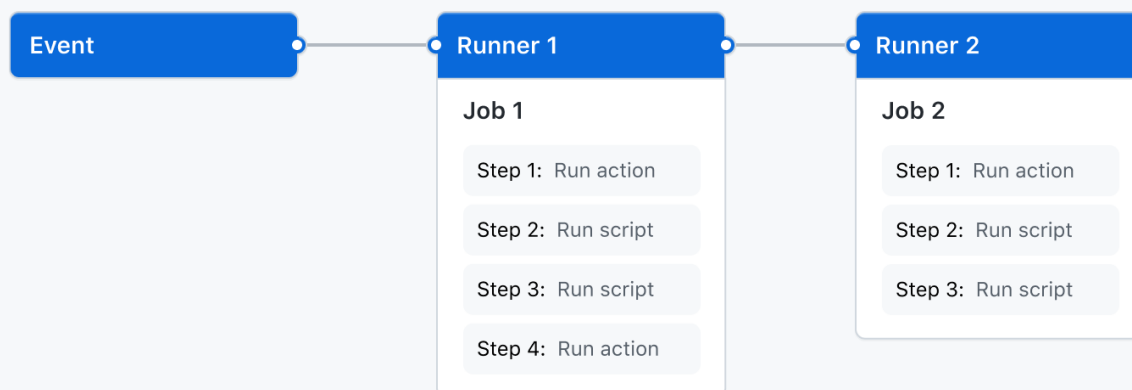 Event
Runner 1
Job 1
Step 1: Run action
Step 2: Run script
Step 3: Run script
Step 4: Run action
Runner 2
Job 2
Step 1: Run action
Step 2: Run script
Step 3: Run script